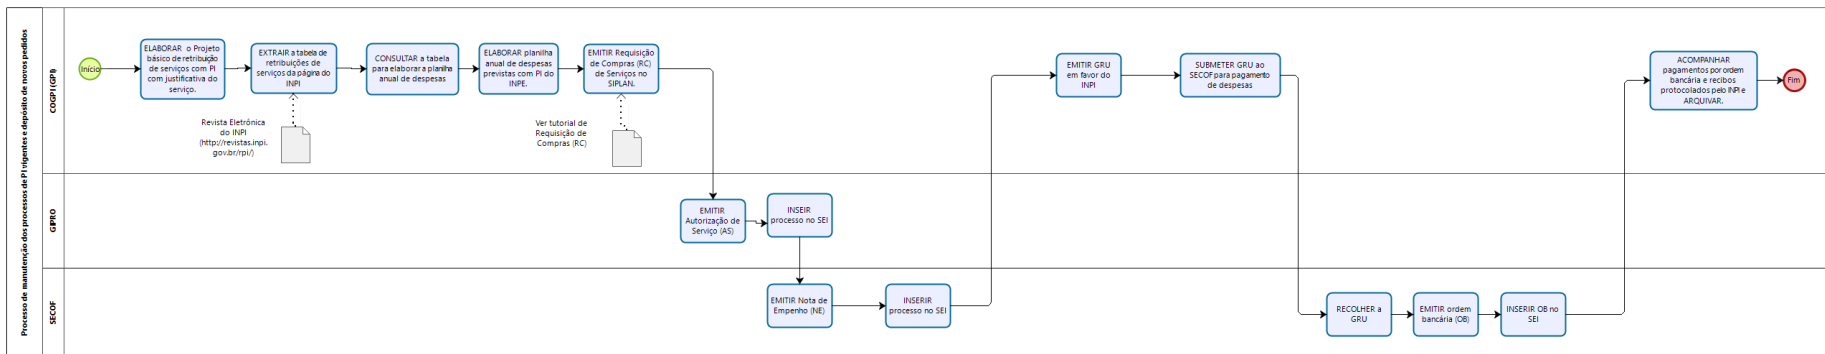 Processo de manutenção dos processos de PI vigentes e depósito de novos pedidos
COGPI (GPI)
Início
ELABORAR o Projeto
básico de retribuição
de serviços com PI
com justificativa do
serviço.
EXTRAIR a tabela de
retribuições de
serviços da página do
INPI
Revista Eletrônica
do INPI
(http://revistas.inpi.
gov.br/rpi/)
CONSULTAR a tabela
para elaborar a planilha
anual de despesas
ELABORAR planilha
anual de despesas
previstas com PI do
INPE.
EMITIR Requisição
de Compras (RC)
de Serviços no
SIPLAN.
Ver tutorial de
Requisição de
Compras (RC)
EMITIR GRU
em favor do
INPI
SUBMETER GRU ao
SECOF para pagamento
de despesas
ACOMPANHAR
pagamentos por ordem
bancária e recibos
protocolados pelo INPI e
ARQUIVAR.
Fim
GIPRO
EMITIR
Autorização de
Serviço (AS)
INSEIR
processo no SEI
SECOF
EMITIR Nota de
Empenho (NE)
INSERIR
processo no SEI
RECOLHER a
GRU
EMITIR ordem
bancária (OB)
INSERIR OB no
SEI